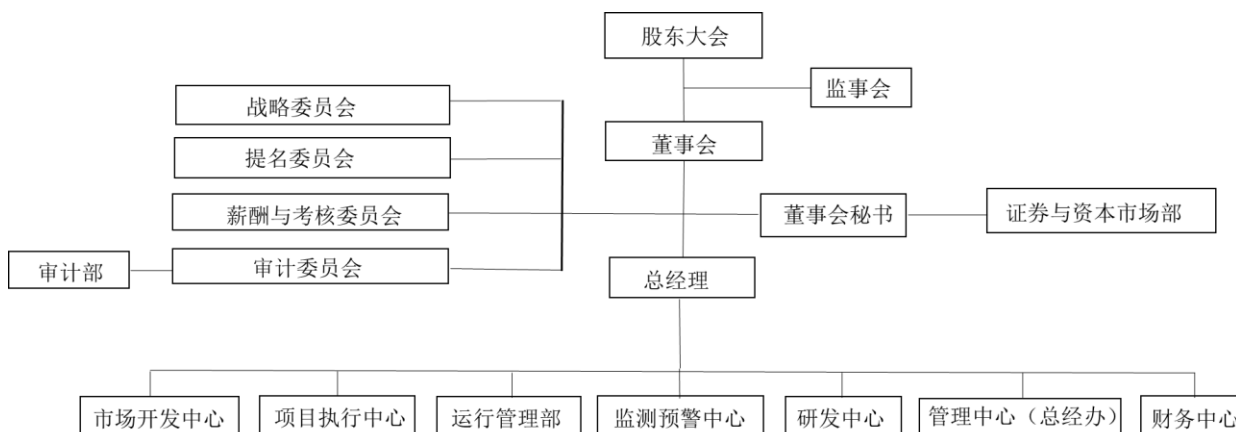 股东大会
监事会
战略委员会
董事会
提名委员会
薪酬与考核委员会
董事会秘书
证券与资本市场部
审计部
审计委员会
总经理
市场开发中心
项目执行中心
运行管理部
监测预警中心
研发中心
管理中心（总经办）
财务中心